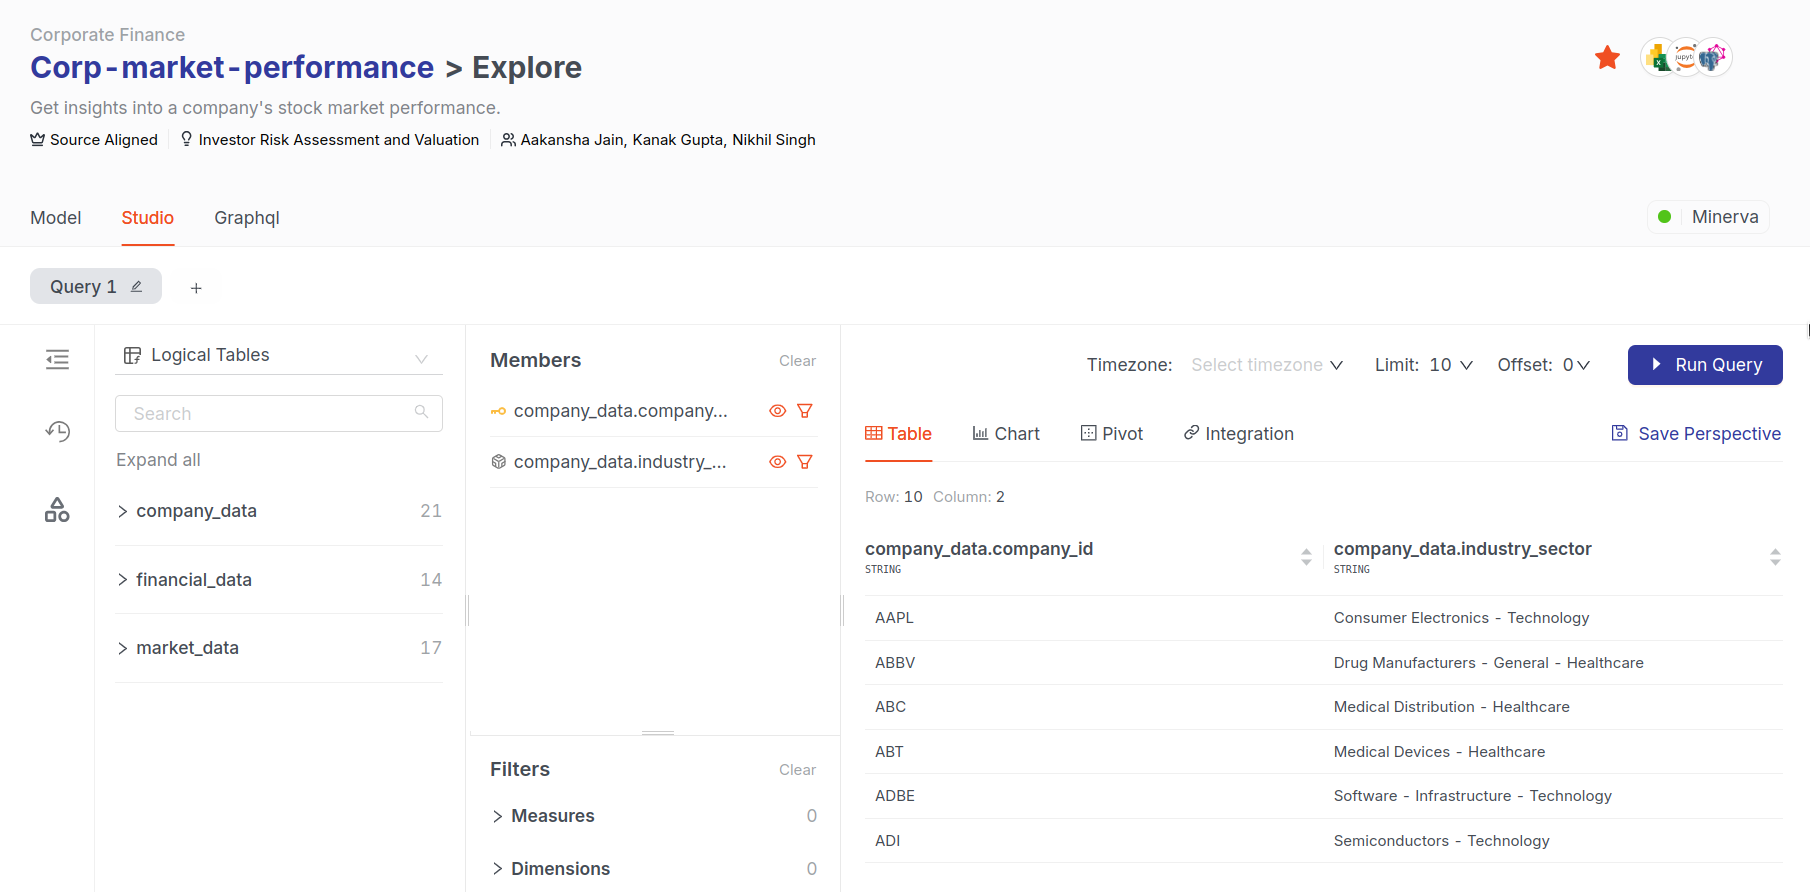 Corporate Finance
Corp-market-performance > Explore
Get insights into a company's stock market performance.
Source Aligned
Investor Risk Assessment and Valuation
Aakansha Jain, Kanak Gupta, Nikhil Singh
Model
Studio
Graphql
Minerva
Query 1
+
Logical Tables
Search
Expand all
company_data 21
financial_data 14
market_data 17
Members Clear
company_data.company...
company_data.industry_...
Filters Clear
Measures 0
Dimensions 0
Timezone: Select timezone
Limit: 10
Offset: 0
Run Query
Table
Chart
Pivot
Integration
Save Perspective
Row: 10 Column: 2
company_data.company_id company_data.industry_sector
STRING STRING
AAPL Consumer Electronics - Technology
ABBV Drug Manufacturers - General - Healthcare
ABC Medical Distribution - Healthcare
ABT Medical Devices - Healthcare
ADBE Software - Infrastructure - Technology
ADI Semiconductors - Technology